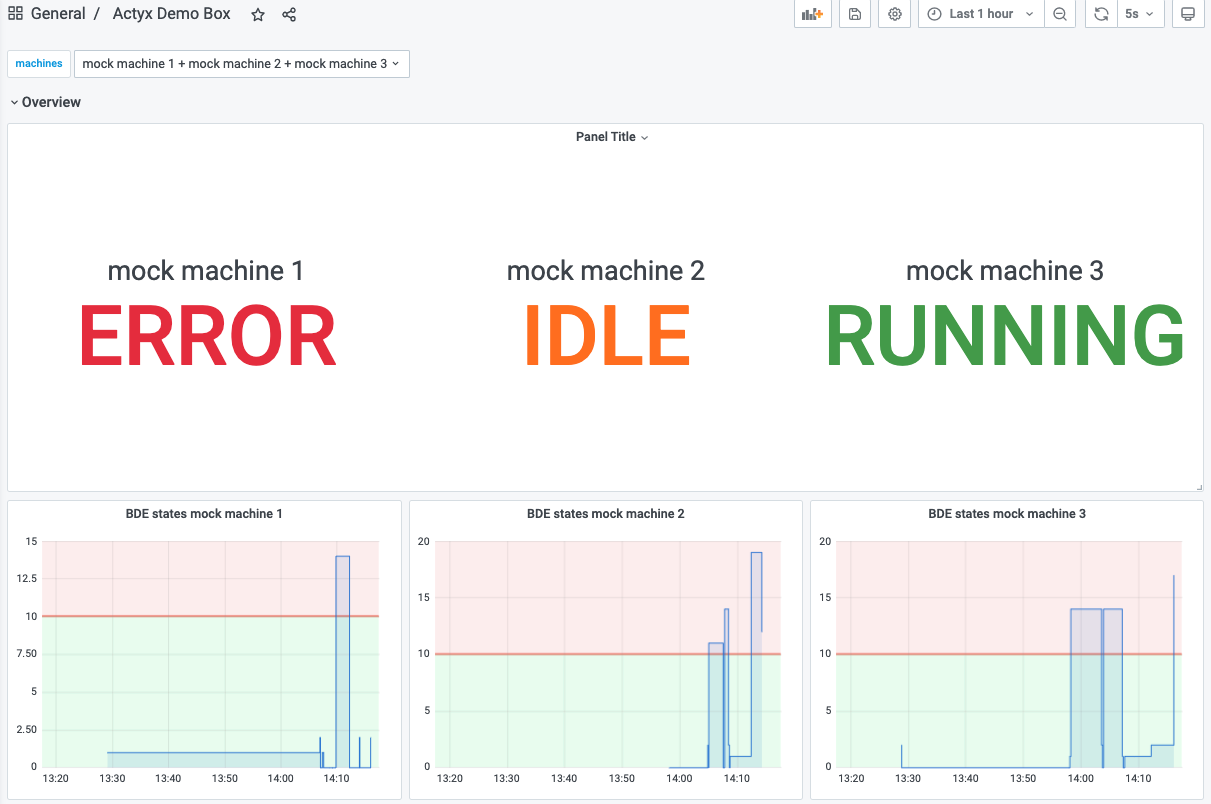 General / Actyx Demo Box
Last 1 hour
5s
machines
mock machine 1 + mock machine 2 + mock machine 3
Overview
Panel Title
mock machine 1
ERROR
mock machine 2
IDLE
mock machine 3
RUNNING
BDE states mock machine 1
15
12.5
10
7.50
5
2.50
0
13:20 13:30 13:40 13:50 14:00 14:10
BDE states mock machine 2
20
15
10
5
0
13:20 13:30 13:40 13:50 14:00 14:10
BDE states mock machine 3
20
15
10
5
0
13:20 13:30 13:40 13:50 14:00 14:10